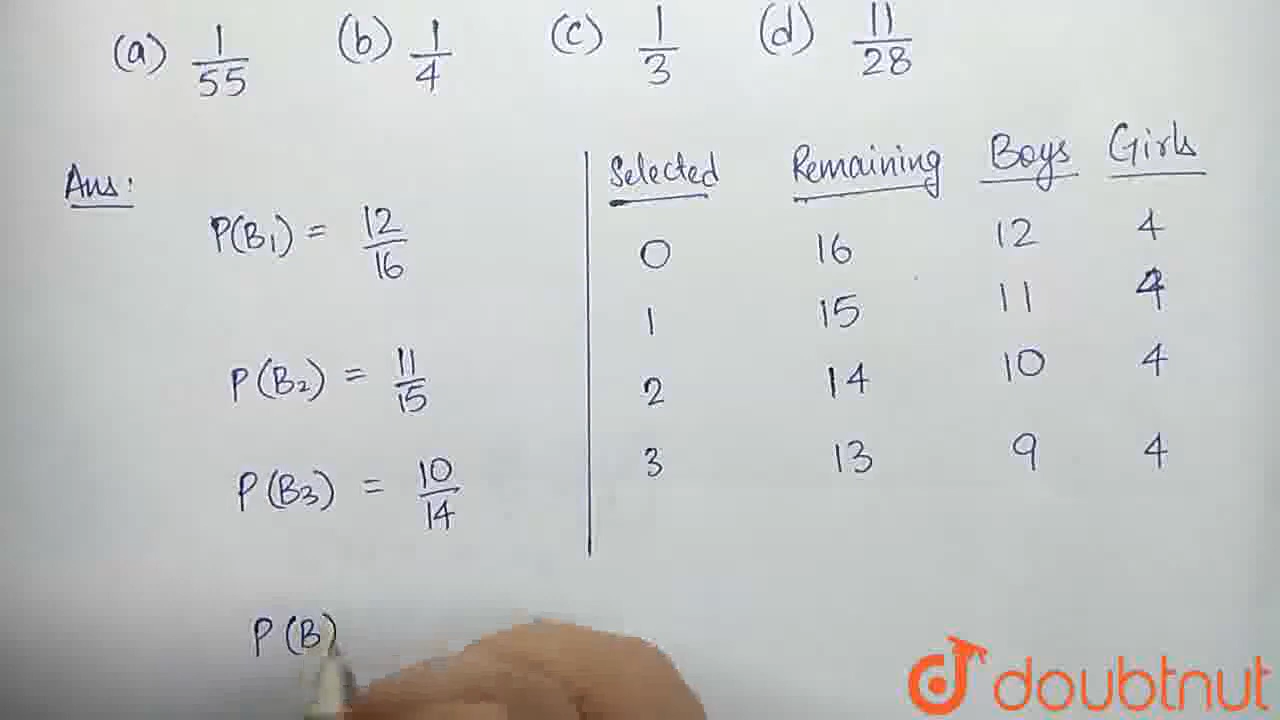 (a) 1/55 (b) 1/4 (c) 1/3 (d) 11/28
Ans:
P(B1) = 12/16
P(B2) = 11/15
P(B3) = 10/14
P(B)
Selected Remaining Boys Girls
0 16 12 4
1 15 11 4
2 14 10 4
3 13 9 4
doubtnut